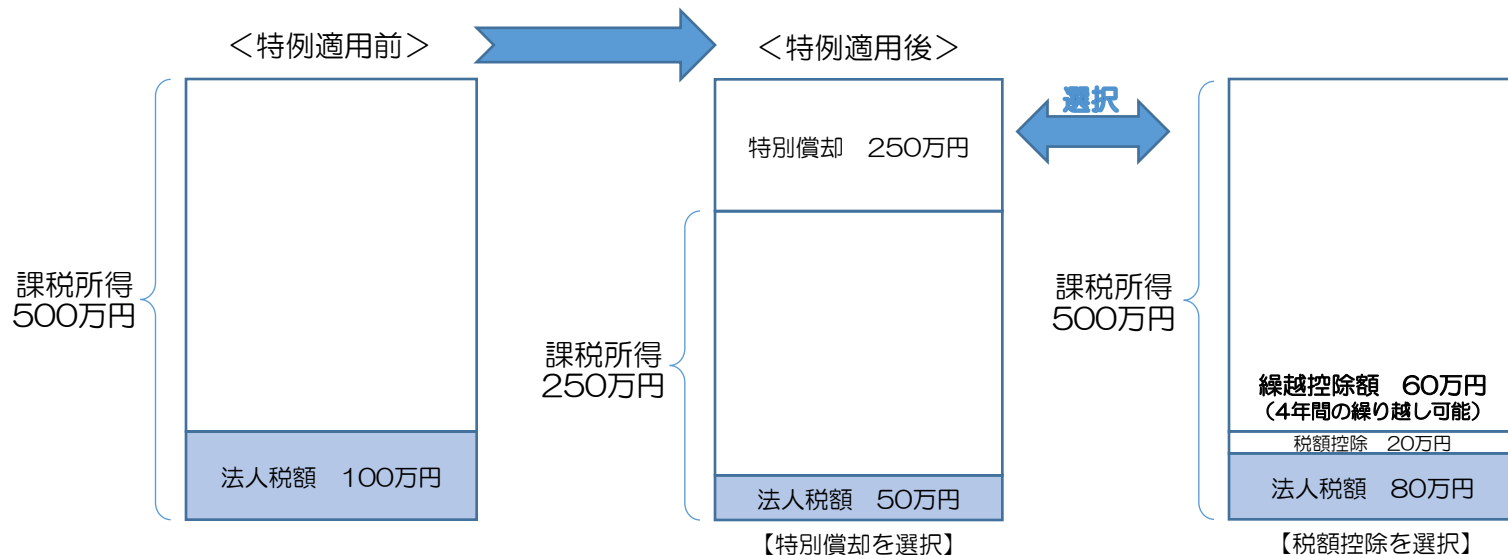 ＜特例適用前＞
課税所得
500万円
法人税額　100万円
＜特例適用後＞
特別償却　250万円
課税所得
250万円
法人税額　50万円
【特別償却を選択】
選択
課税所得
500万円
繰越控除額　60万円
（4年間の繰り越し可能）
税額控除　20万円
法人税額　80万円
【税額控除を選択】